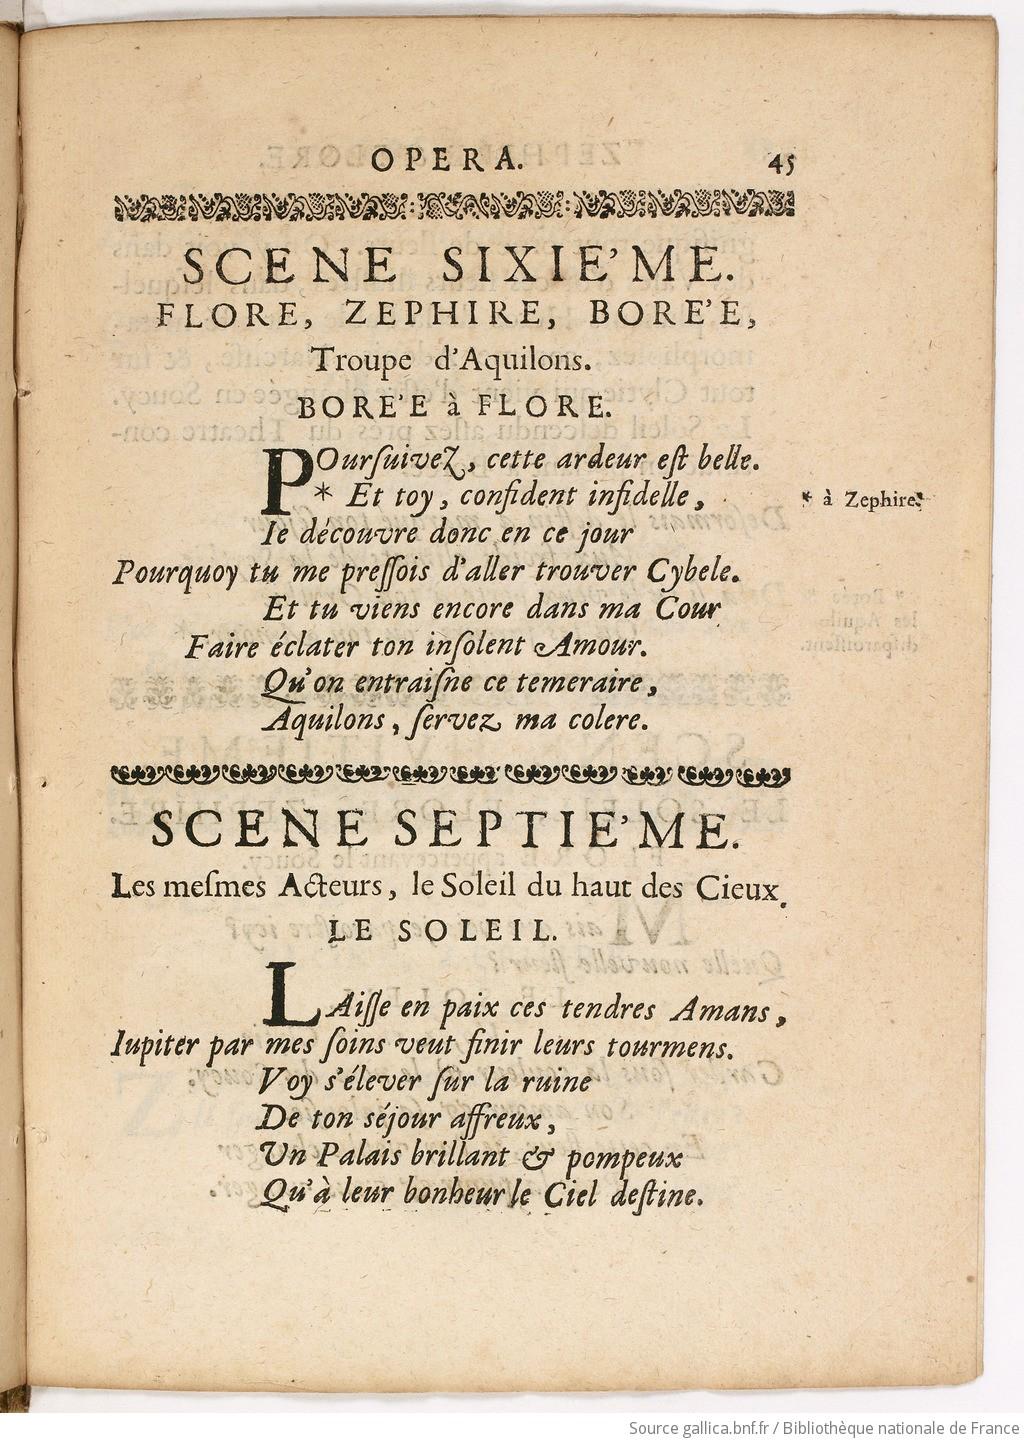 OPERA. 45
SCENE SIXIE'ME.
FLORE, ZEPHIRE, BORE'E,
Troupe d'Aquilons.
BORE'E à FLORE.
POurſuivez, cette ardeur eſt belle.
* Et toy, confident infidelle, * à Zephire.
Ie découvre donc en ce jour
Pourquoy tu me preſſois d'aller trouver Cybele.
Et tu viens encore dans ma Cour
Faire éclater ton inſolent Amour.
Qu'on entraiſne ce temeraire,
Aquilons, ſervez ma colere.
SCENE SEPTIE'ME.
Les meſmes Acteurs, le Soleil du haut des Cieux.
LE SOLEIL.
LAiſſe en paix ces tendres Amans,
Iupiter par mes ſoins veut finir leurs tourmens.
Voy s'élever ſur la ruine
De ton séjour affreux,
Un Palais brillant & pompeux
Qu'à leur bonheur le Ciel deſtine.
Source gallica.bnf.fr / Bibliothèque nationale de France